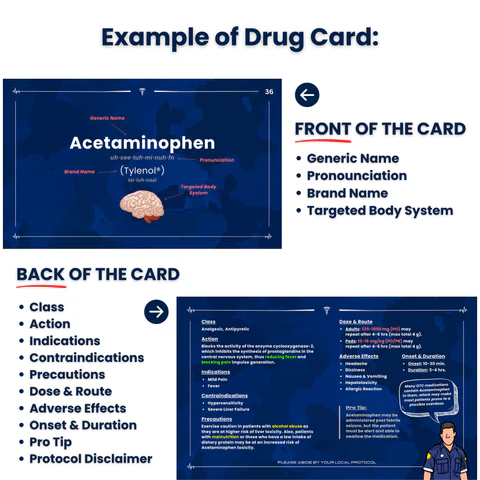 Example of Drug Card:
36
Generic Name
Acetaminophen
uh-see-tuh-mi-nuh-fn
Pronunciation
Brand Name
(Tylenol®)
tai-luh-naal
Targeted Body
System
FRONT OF THE CARD
• Generic Name
• Pronounciation
• Brand Name
• Targeted Body System
BACK OF THE CARD
• Class
• Action
• Indications
• Contraindications
• Precautions
• Dose & Route
• Adverse Effects
• Onset & Duration
• Pro Tip
• Protocol Disclaimer
Class
Analgesic, Antipyretic
Action
Blocks the activity of the enzyme cyclooxygenase-2,
which inhibits the synthesis of prostaglandins in the
central nervous system, thus reducing fever and
blocking pain impulse generation.
Indications
• Mild Pain
• Fever
Contraindications
• Hypersensitivity
• Severe Liver Failure
Precautions
Exercise caution in patients with alcohol abuse as
they are at higher risk of liver toxicity. Also, patients
with malnutrition or those who have a low intake of
dietary protein may be at an increased risk of
Acetaminophen toxicity.
Dose & Route
• Adults: 325-1000 mg (PO) may
repeat after 4-6 hrs (max total 4 g).
• Peds: 10-15 mg/kg (PO/PR) may
repeat after 4-6 hrs (max total 4 g).
Adverse Effects
• Headache
• Dizziness
• Nausea & Vomiting
• Hepatotoxicity
• Allergic Reaction
Onset & Duration
• Onset: 10-30 min.
• Duration: 3-4 hrs.
Many OTC medications
contain Acetaminophen
in them, which may make
most patients prone to a
possible overdose.
Pro Tip:
Acetaminophen may be
administered post febrile
seizure, but the patient
must be alert and able to
swallow the medication.
PLEASE ABIDE BY YOUR LOCAL PROTOCOL